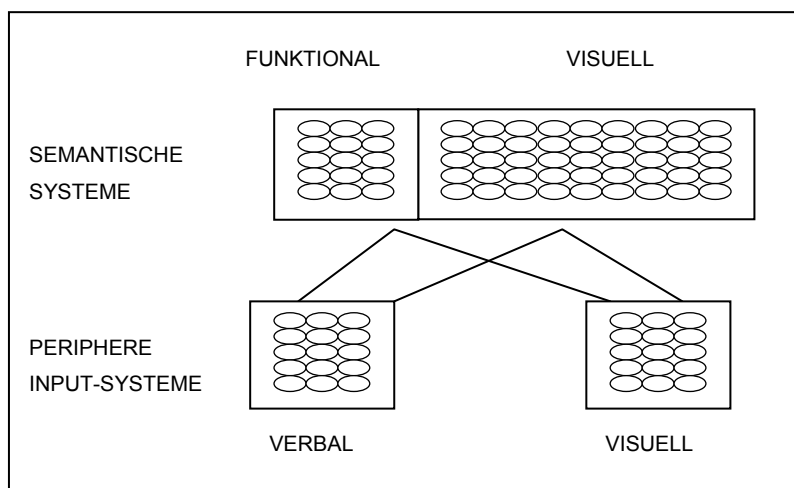 FUNKTIONAL VISUELL
SEMANTISCHE
SYSTEME
PERIPHERE
INPUT-SYSTEME
VERBAL VISUELL